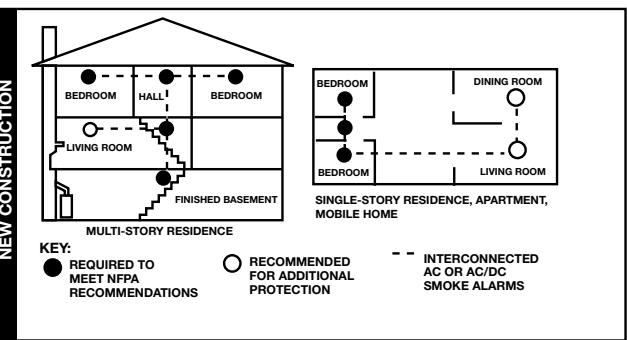 NEW CONSTRUCTION
BEDROOM
HALL
BEDROOM
LIVING ROOM
FINISHED BASEMENT
MULTI-STORY RESIDENCE
BEDROOM
DINING ROOM
BEDROOM
LIVING ROOM
SINGLE-STORY RESIDENCE, APARTMENT,
MOBILE HOME
KEY:
REQUIRED TO
MEET NFPA
RECOMMENDATIONS
RECOMMENDED
FOR ADDITIONAL
PROTECTION
INTERCONNECTED
AC OR AC/DC
SMOKE ALARMS